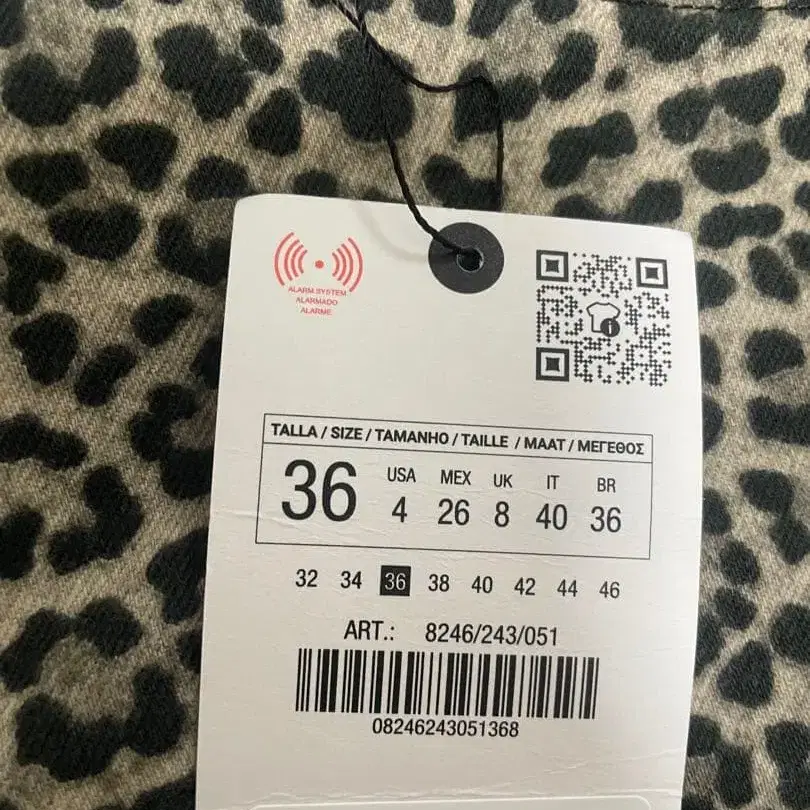 ALARM SYSTEM
ALARMADO
ALARME
TALLA / SIZE / TAMANHO / TAILLE / MAAT / ΜΕΓΕΘΟΣ
36
USA MEX UK IT BR
4 26 8 40 36
32 34 36 38 40 42 44 46
ART.: 8246/243/051
08246243051368